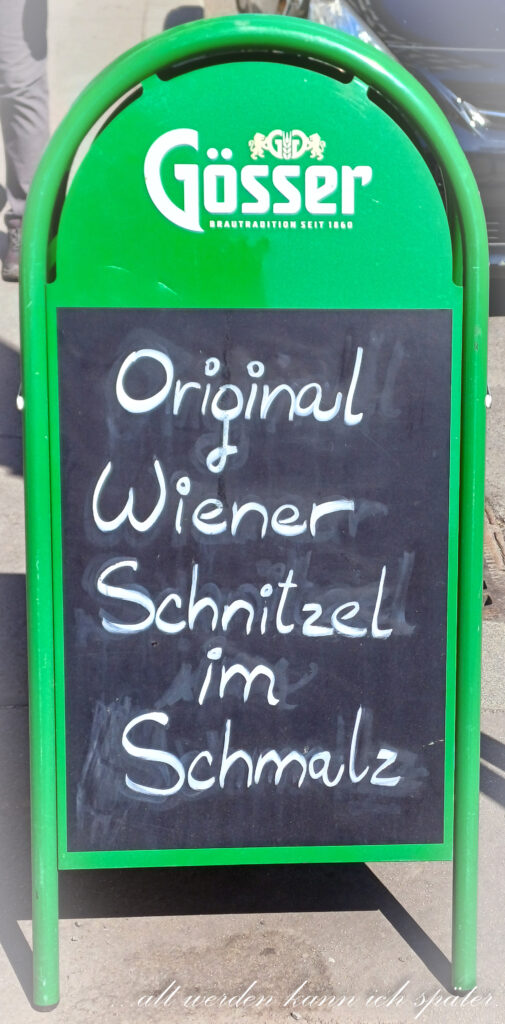 Gösser
BRAUTRADITION SEIT 1860
Original
Wiener
Schnitzel
im
Schmalz
...alt werden kann ich später.